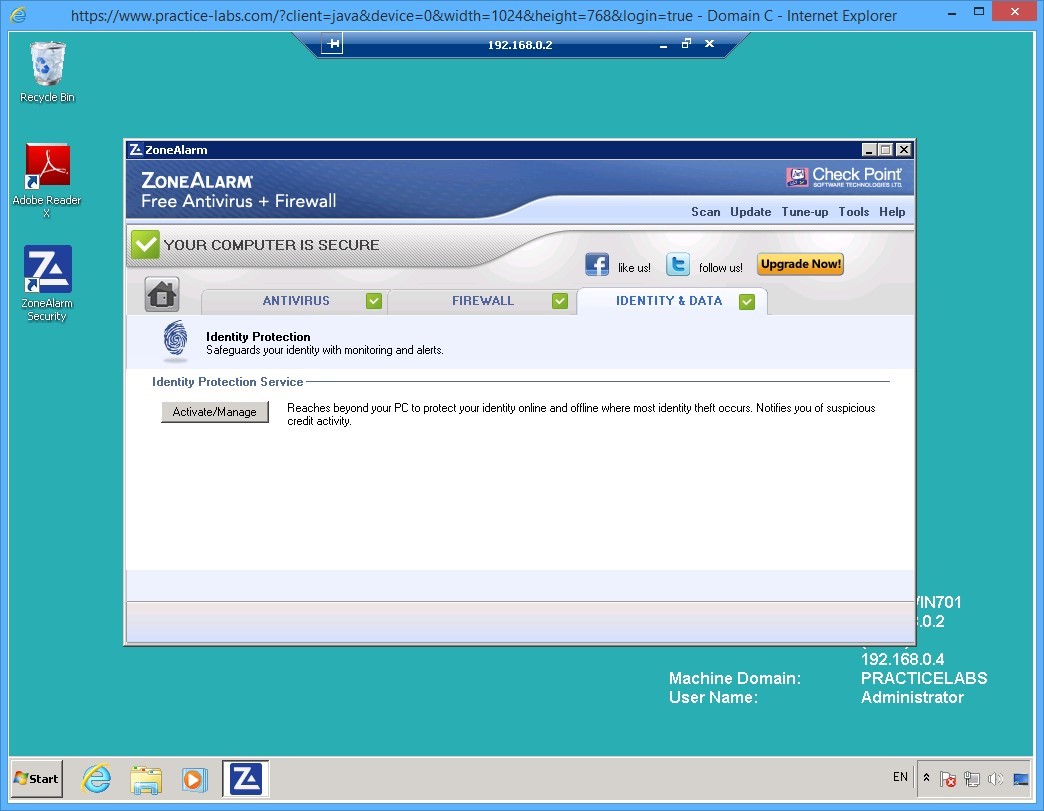 https://www.practice-labs.com/?client=java&device=0&width=1024&height=768&login=true - Domain C - Internet Explorer
192.168.0.2
Recycle Bin
Adobe Reader
X
ZoneAlarm
Security
ZoneAlarm
ZONEALARM
Free Antivirus + Firewall
Check Point
SOFTWARE TECHNOLOGIES LTD.
Scan Update Tune-up Tools Help
YOUR COMPUTER IS SECURE
like us! follow us! Upgrade Now!
ANTIVIRUS FIREWALL IDENTITY & DATA
Identity Protection
Safeguards your identity with monitoring and alerts.
Identity Protection Service
Activate/Manage
Reaches beyond your PC to protect your identity online and offline where most identity theft occurs. Notifies you of suspicious
credit activity.
IN701
.0.2
192.168.0.4
Machine Domain: PRACTICELABS
User Name: Administrator
Start
EN